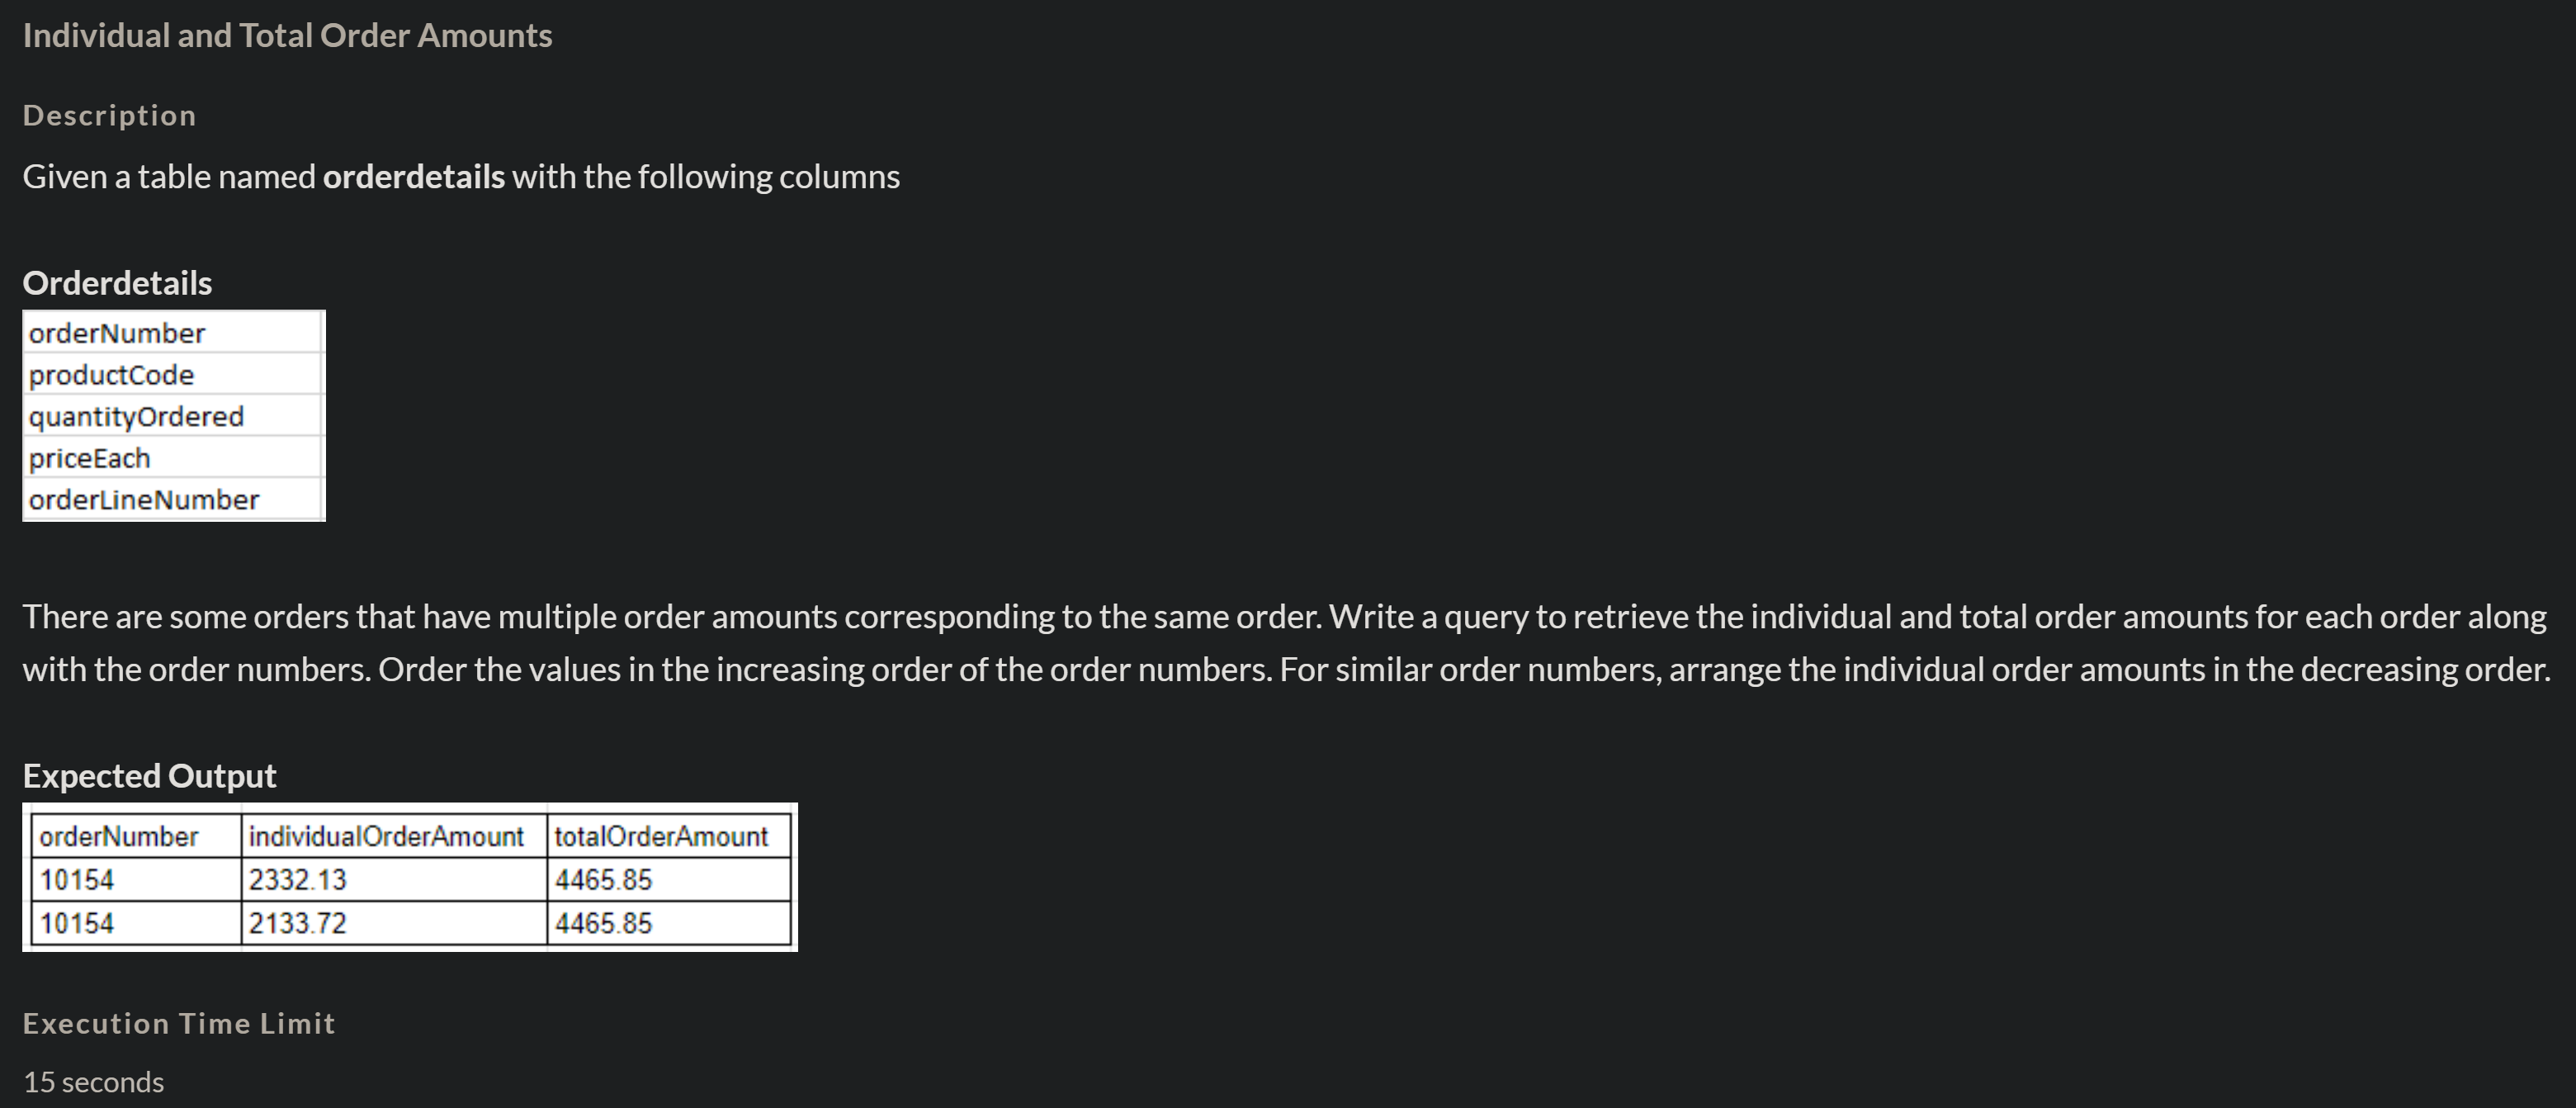 Individual and Total Order Amounts
Description
Given a table named orderdetails with the following columns
Orderdetails
orderNumber
productCode
quantityOrdered
priceEach
orderLineNumber
There are some orders that have multiple order amounts corresponding to the same order. Write a query to retrieve the individual and total order amounts for each order along
with the order numbers. Order the values in the increasing order of the order numbers. For similar order numbers, arrange the individual order amounts in the decreasing order.
Expected Output
orderNumber individualOrderAmount totalOrderAmount
10154 2332.13 4465.85
10154 2133.72 4465.85
Execution Time Limit
15 seconds